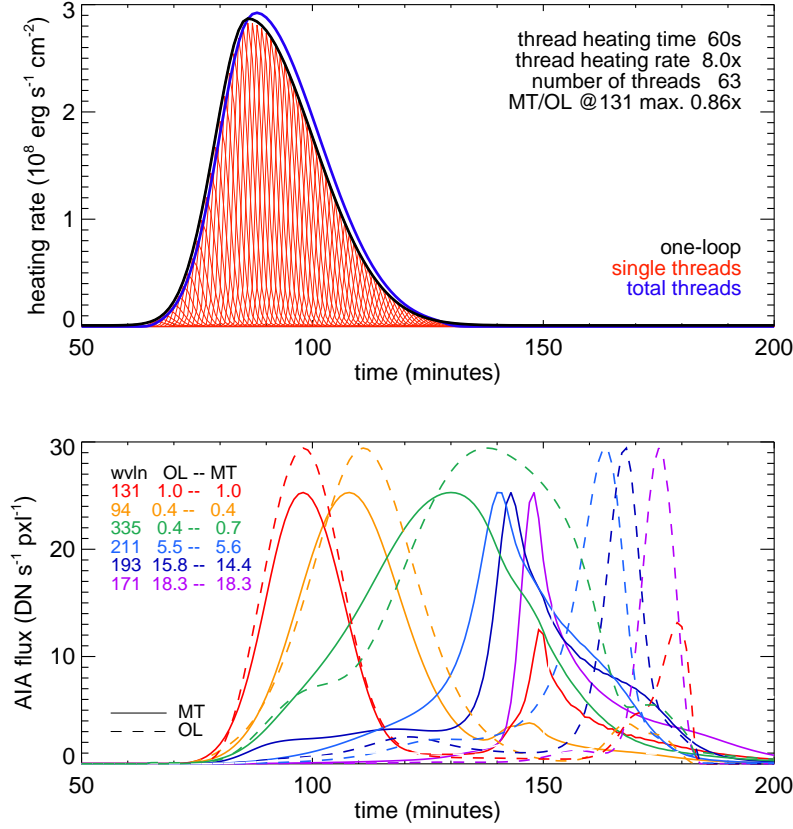 3
2
1
0
heating rate (10⁸ erg s⁻¹ cm⁻²)
thread heating time 60s
thread heating rate 8.0x
number of threads 63
MT/OL @131 max. 0.86x
one-loop
single threads
total threads
50 100 150 200
time (minutes)
30
20
10
0
AIA flux (DN s⁻¹ pxl⁻¹)
wvln OL -- MT
131 1.0 -- 1.0
94 0.4 -- 0.4
335 0.4 -- 0.7
211 5.5 -- 5.6
193 15.8 -- 14.4
171 18.3 -- 18.3
MT
OL
50 100 150 200
time (minutes)